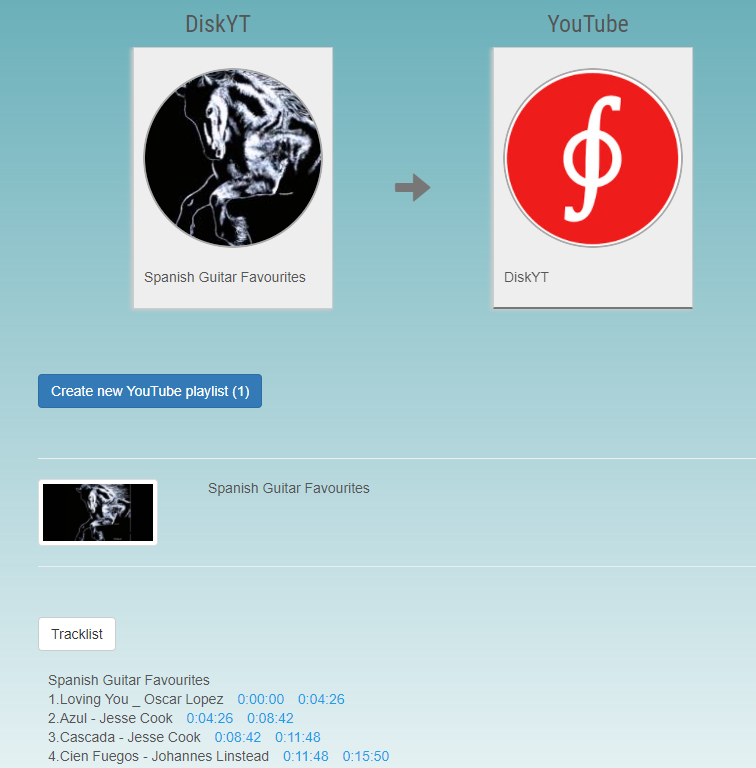 DiskYT
YouTube
Spanish Guitar Favourites
DiskYT
Create new YouTube playlist (1)
Spanish Guitar Favourites
Tracklist
Spanish Guitar Favourites
1.Loving You _ Oscar Lopez 0:00:00 0:04:26
2.Azul - Jesse Cook 0:04:26 0:08:42
3.Cascada - Jesse Cook 0:08:42 0:11:48
4.Cien Fuegos - Johannes Linstead 0:11:48 0:15:50